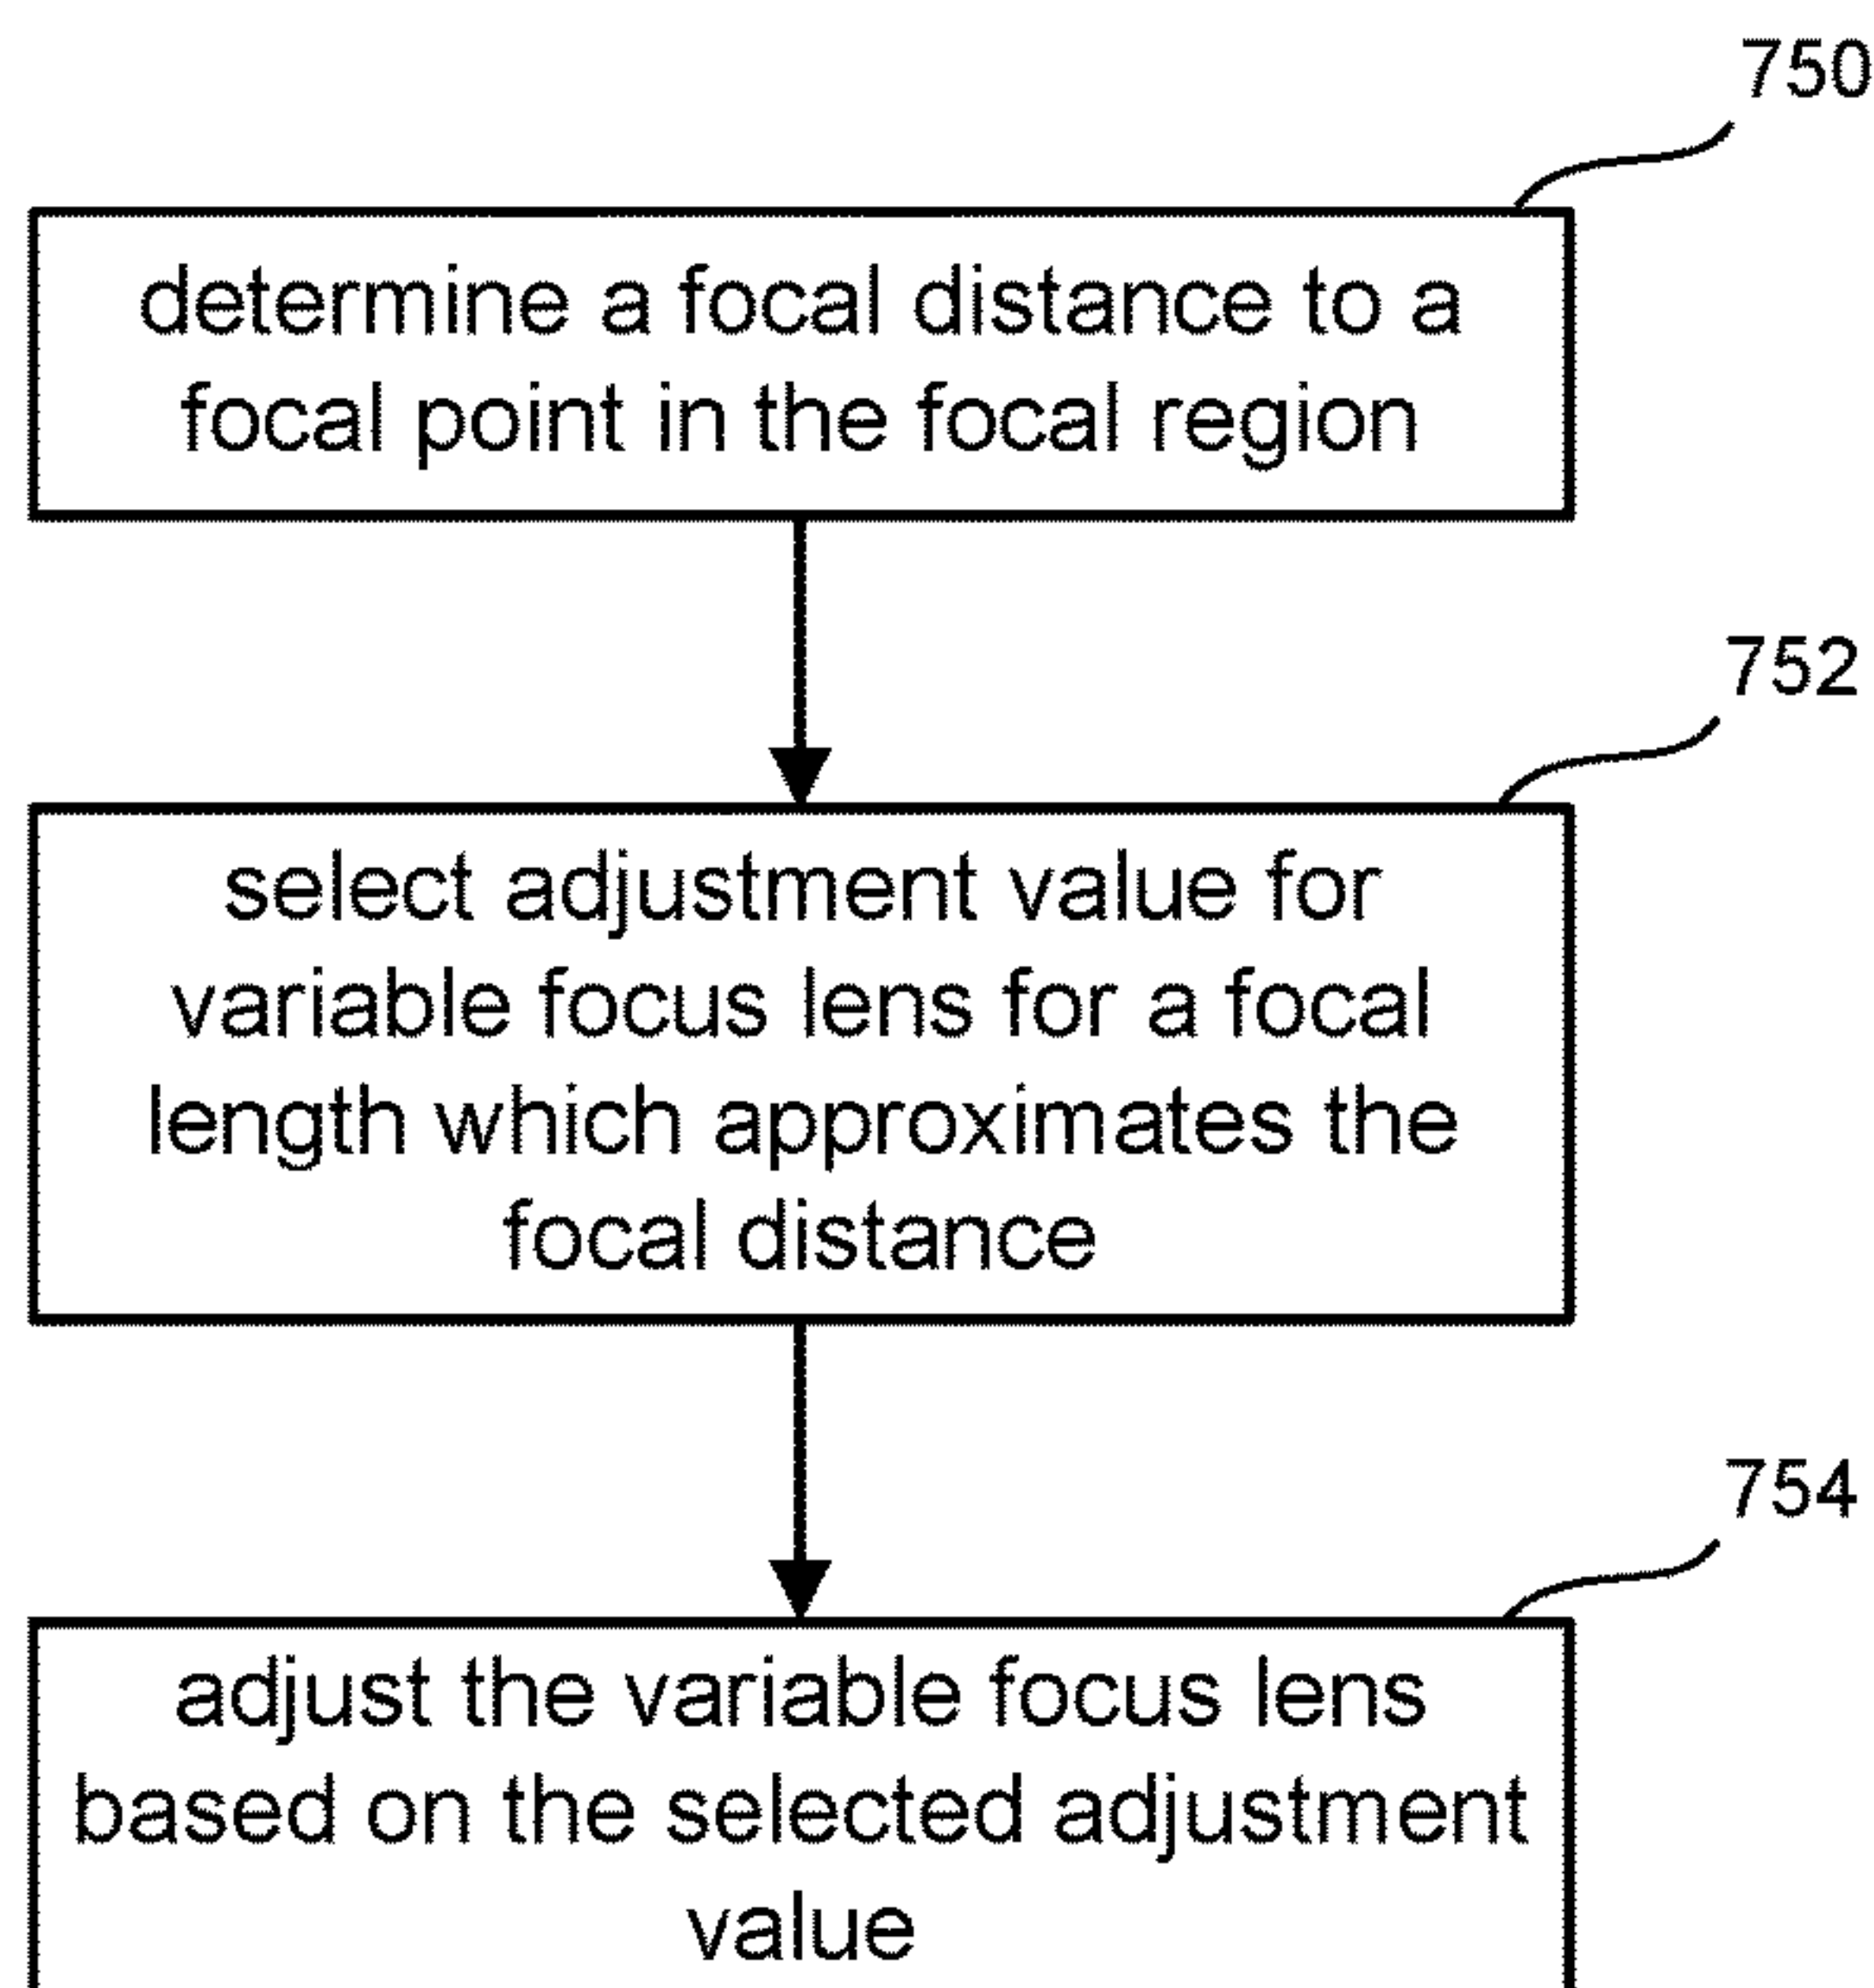 750
determine a focal distance to a
focal point in the focal region
752
select adjustment value for
variable focus lens for a focal
length which approximates the
focal distance
754
adjust the variable focus lens
based on the selected adjustment
value